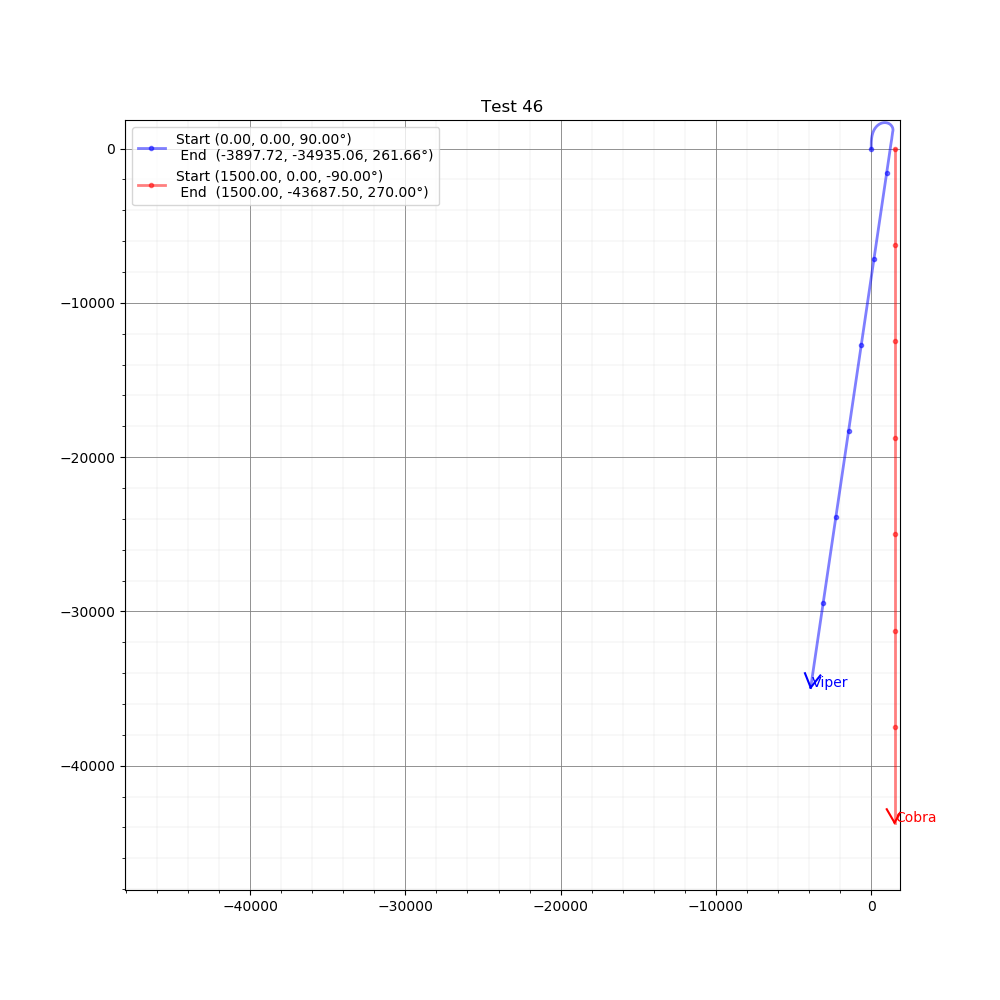 Test 46
Start (0.00, 0.00, 90.00°)
End (-3897.72, -34935.06, 261.66°)
Start (1500.00, 0.00, -90.00°)
End (1500.00, -43687.50, 270.00°)
0
−10000
−20000
−30000
−40000
Viper
Cobra
−40000
−30000
−20000
−10000
0